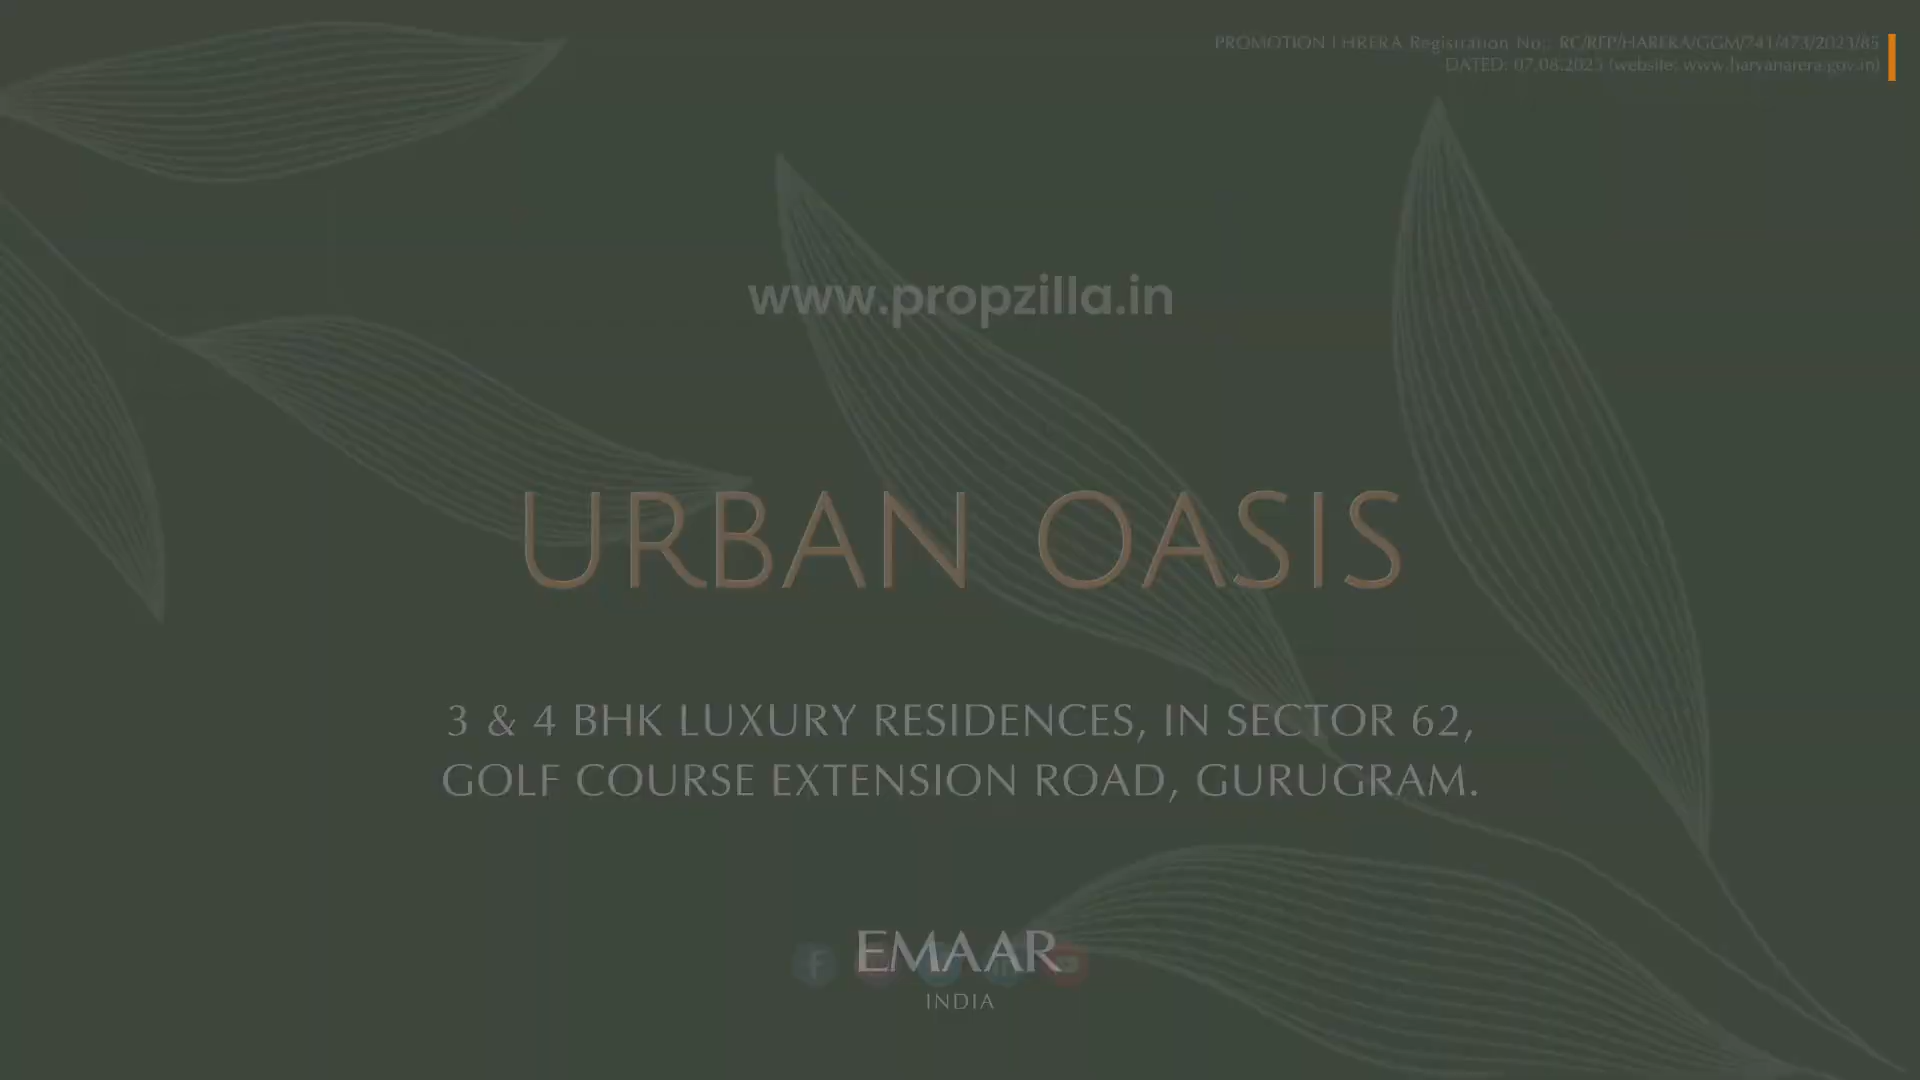 PROMOTION | HRERA Registration No.: RC/REP/HARERA/GGM/741/473/2023/85
DATED: 07.08.2023 (website: www.haryanarera.gov.in)
www.propzilla.in
URBAN OASIS
3 & 4 BHK LUXURY RESIDENCES, IN SECTOR 62,
GOLF COURSE EXTENSION ROAD, GURUGRAM.
EMAAR
INDIA